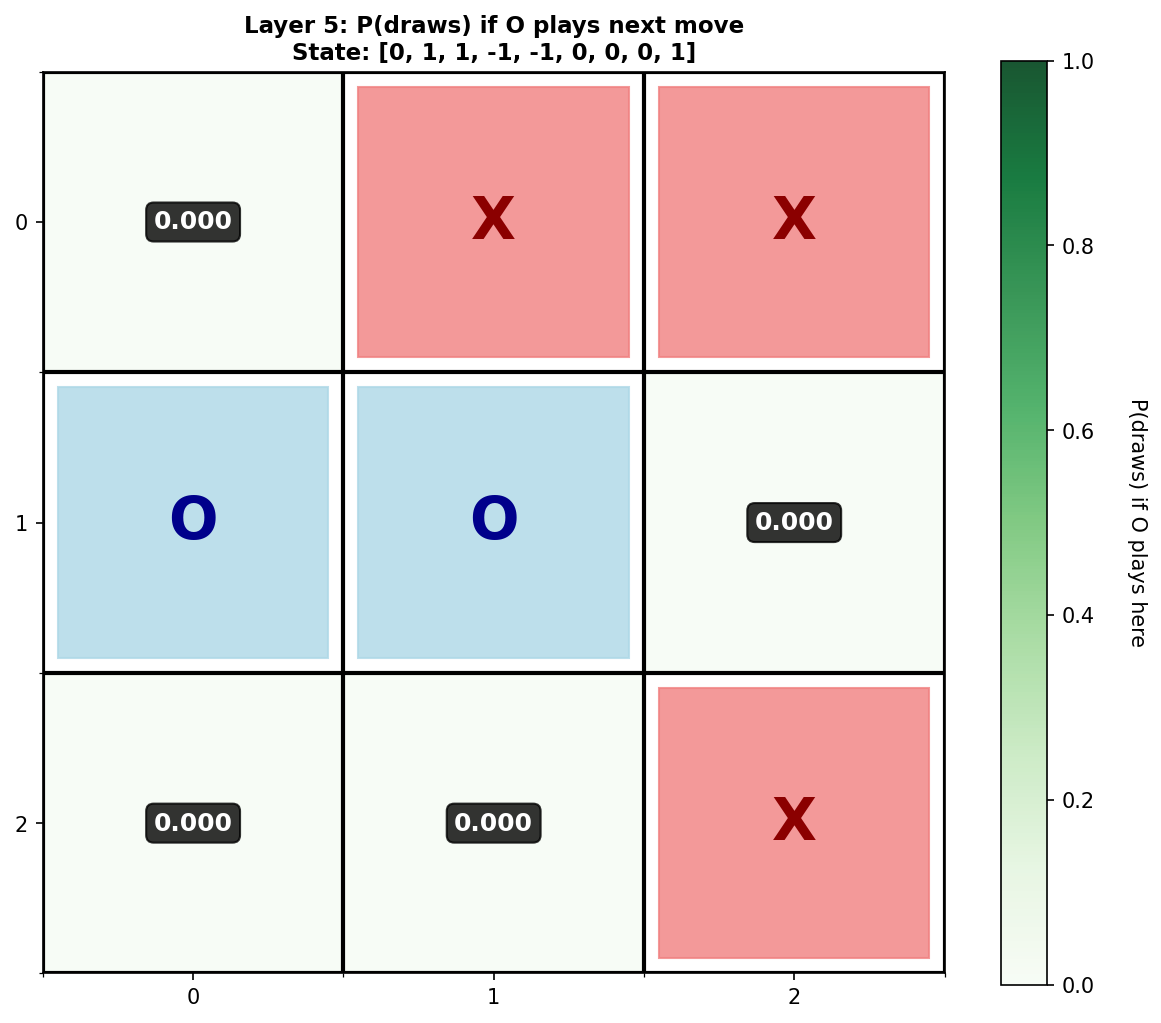 Layer 5: P(draws) if O plays next move
State: [0, 1, 1, -1, -1, 0, 0, 0, 1]
0
0.000
X
X
1
O
O
0.000
2
0.000
0.000
X
0
1
2
1.0
0.8
0.6
0.4
0.2
0.0
P(draws) if O plays here